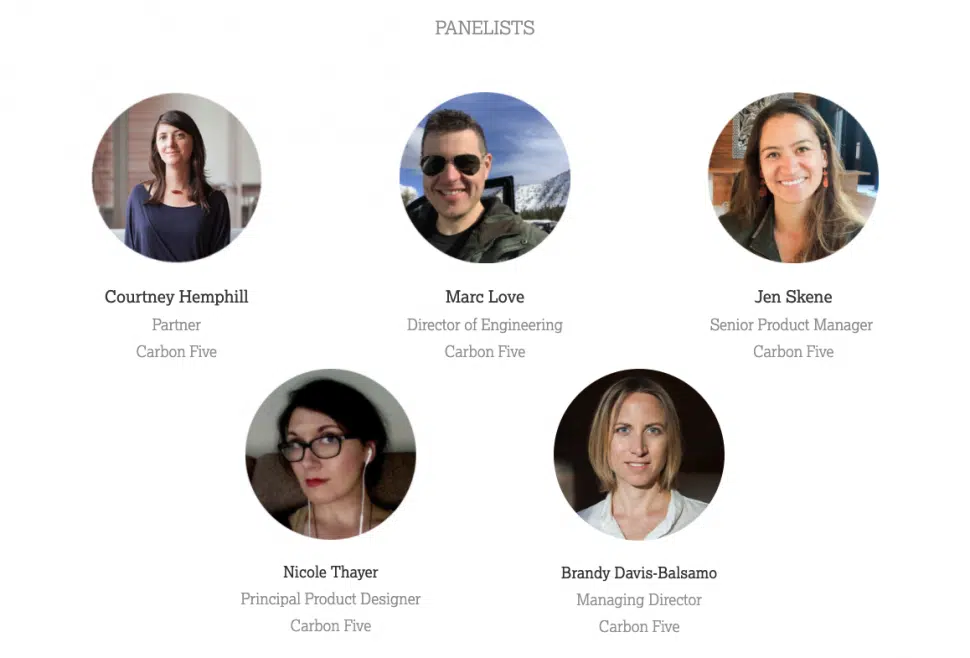 PANELISTS
Courtney Hemphill
Partner
Carbon Five
Marc Love
Director of Engineering
Carbon Five
Jen Skene
Senior Product Manager
Carbon Five
Nicole Thayer
Principal Product Designer
Carbon Five
Brandy Davis-Balsamo
Managing Director
Carbon Five